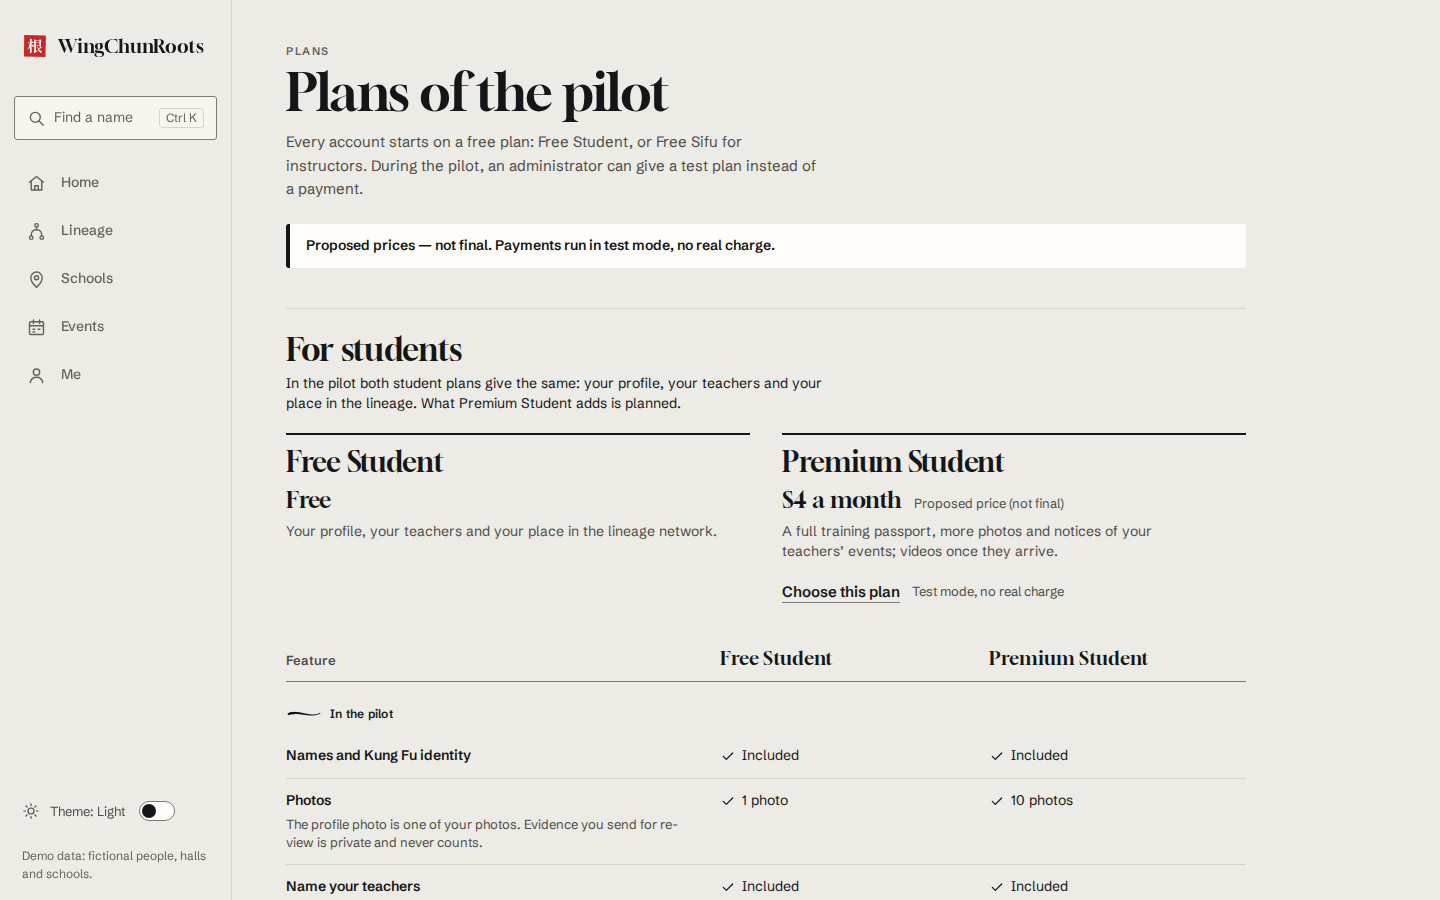 根 WingChunRoots
Find a name Ctrl K
Home
Lineage
Schools
Events
Me
Theme: Light
Demo data: fictional people, halls
and schools.
PLANS
Plans of the pilot
Every account starts on a free plan: Free Student, or Free Sifu for
instructors. During the pilot, an administrator can give a test plan instead of
a payment.
Proposed prices — not final. Payments run in test mode, no real charge.
For students
In the pilot both student plans give the same: your profile, your teachers and your
place in the lineage. What Premium Student adds is planned.
Free Student
Free
Your profile, your teachers and your place in the lineage network.
Premium Student
$4 a month Proposed price (not final)
A full training passport, more photos and notices of your
teachers’ events; videos once they arrive.
Choose this plan Test mode, no real charge
Feature Free Student Premium Student
In the pilot
Names and Kung Fu identity Included Included
Photos 1 photo 10 photos
The profile photo is one of your photos. Evidence you send for re-
view is private and never counts.
Name your teachers Included Included